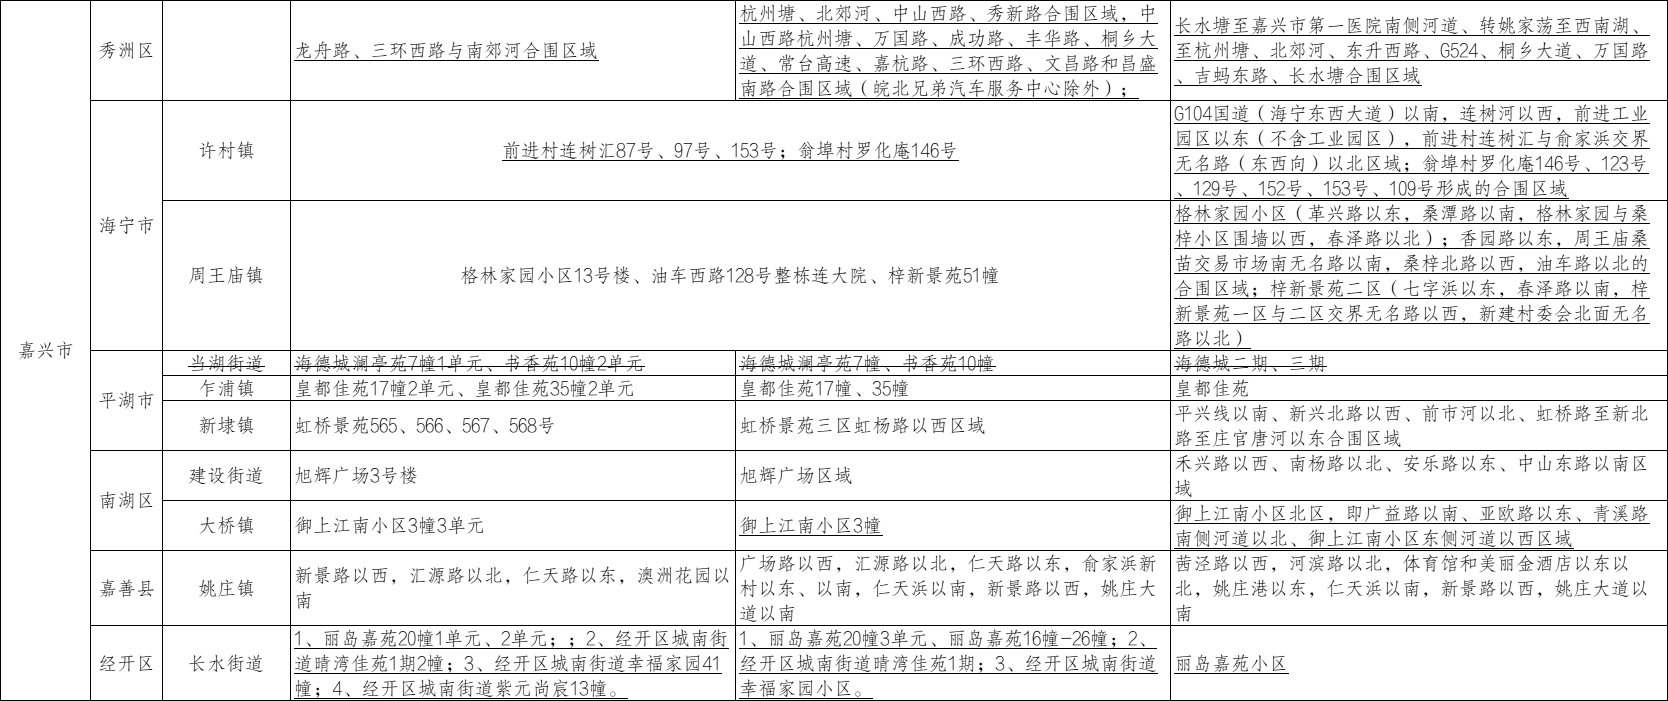 嘉兴市
秀洲区
龙舟路、三环西路与南郊河合围区域
杭州塘、北郊河、中山西路、秀新路合围区域，中
山西路杭州塘、万国路、成功路、丰华路、桐乡大
道、常台高速、嘉杭路、三环西路、文昌路和昌盛
南路合围区域（皖北兄弟汽车服务中心除外）；
长水塘至嘉兴市第一医院南侧河道、转姚家荡至西南湖、
至杭州塘、北郊河、东升西路、G524、桐乡大道、万国路
、吉蚂东路、长水塘合围区域
海宁市
许村镇
前进村连树汇87号、97号、153号；翁埠村罗化庵146号
G104国道（海宁东西大道）以南，连树河以西，前进工业
园区以东（不含工业园区），前进村连树汇与俞家浜交界
无名路（东西向）以北区域；翁埠村罗化庵146号、123号
、129号、152号、153号、109号形成的合围区域
周王庙镇
格林家园小区13号楼、油车西路128号整栋连大院、梓新景苑51幢
格林家园小区（革兴路以东，桑潭路以南，格林家园与桑
梓小区围墙以西，春泽路以北）；香园路以东，周王庙桑
苗交易市场南无名路以南，桑梓北路以西，油车路以北的
合围区域；梓新景苑二区（七字浜以东，春泽路以南，梓
新景苑一区与二区交界无名路以西，新建村委会北面无名
路以北）
平湖市
当湖街道
海德城澜亭苑7幢1单元、书香苑10幢2单元
海德城澜亭苑7幢、书香苑10幢
海德城二期、三期
乍浦镇
皇都佳苑17幢2单元、皇都佳苑35幢2单元
皇都佳苑17幢、35幢
皇都佳苑
新埭镇
虹桥景苑565、566、567、568号
虹桥景苑三区虹杨路以西区域
平兴线以南、新兴北路以西、前市河以北、虹桥路至新北
路至庄官唐河以东合围区域
南湖区
建设街道
旭辉广场3号楼
旭辉广场区域
禾兴路以西、南杨路以北、安乐路以东、中山东路以南区
域
大桥镇
御上江南小区3幢3单元
御上江南小区3幢
御上江南小区北区，即广益路以南、亚欧路以东、青溪路
南侧河道以北、御上江南小区东侧河道以西区域
嘉善县
姚庄镇
新景路以西，汇源路以北，仁天路以东，澳洲花园以
南
广场路以西，汇源路以北，仁天路以东，俞家浜新
村以东、以南，仁天浜以南，新景路以西，姚庄大
道以南
茜泾路以西，河滨路以北，体育馆和美丽金酒店以东以
北，姚庄港以东，仁天浜以南，新景路以西，姚庄大道以
南
经开区
长水街道
1、丽岛嘉苑20幢1单元、2单元；；2、经开区城南街
道晴湾佳苑1期2幢；3、经开区城南街道幸福家园41
幢；4、经开区城南街道紫元尚宸13幢。
1、丽岛嘉苑20幢3单元、丽岛嘉苑16幢-26幢；2、
经开区城南街道晴湾佳苑1期；3、经开区城南街道
幸福家园小区。
丽岛嘉苑小区